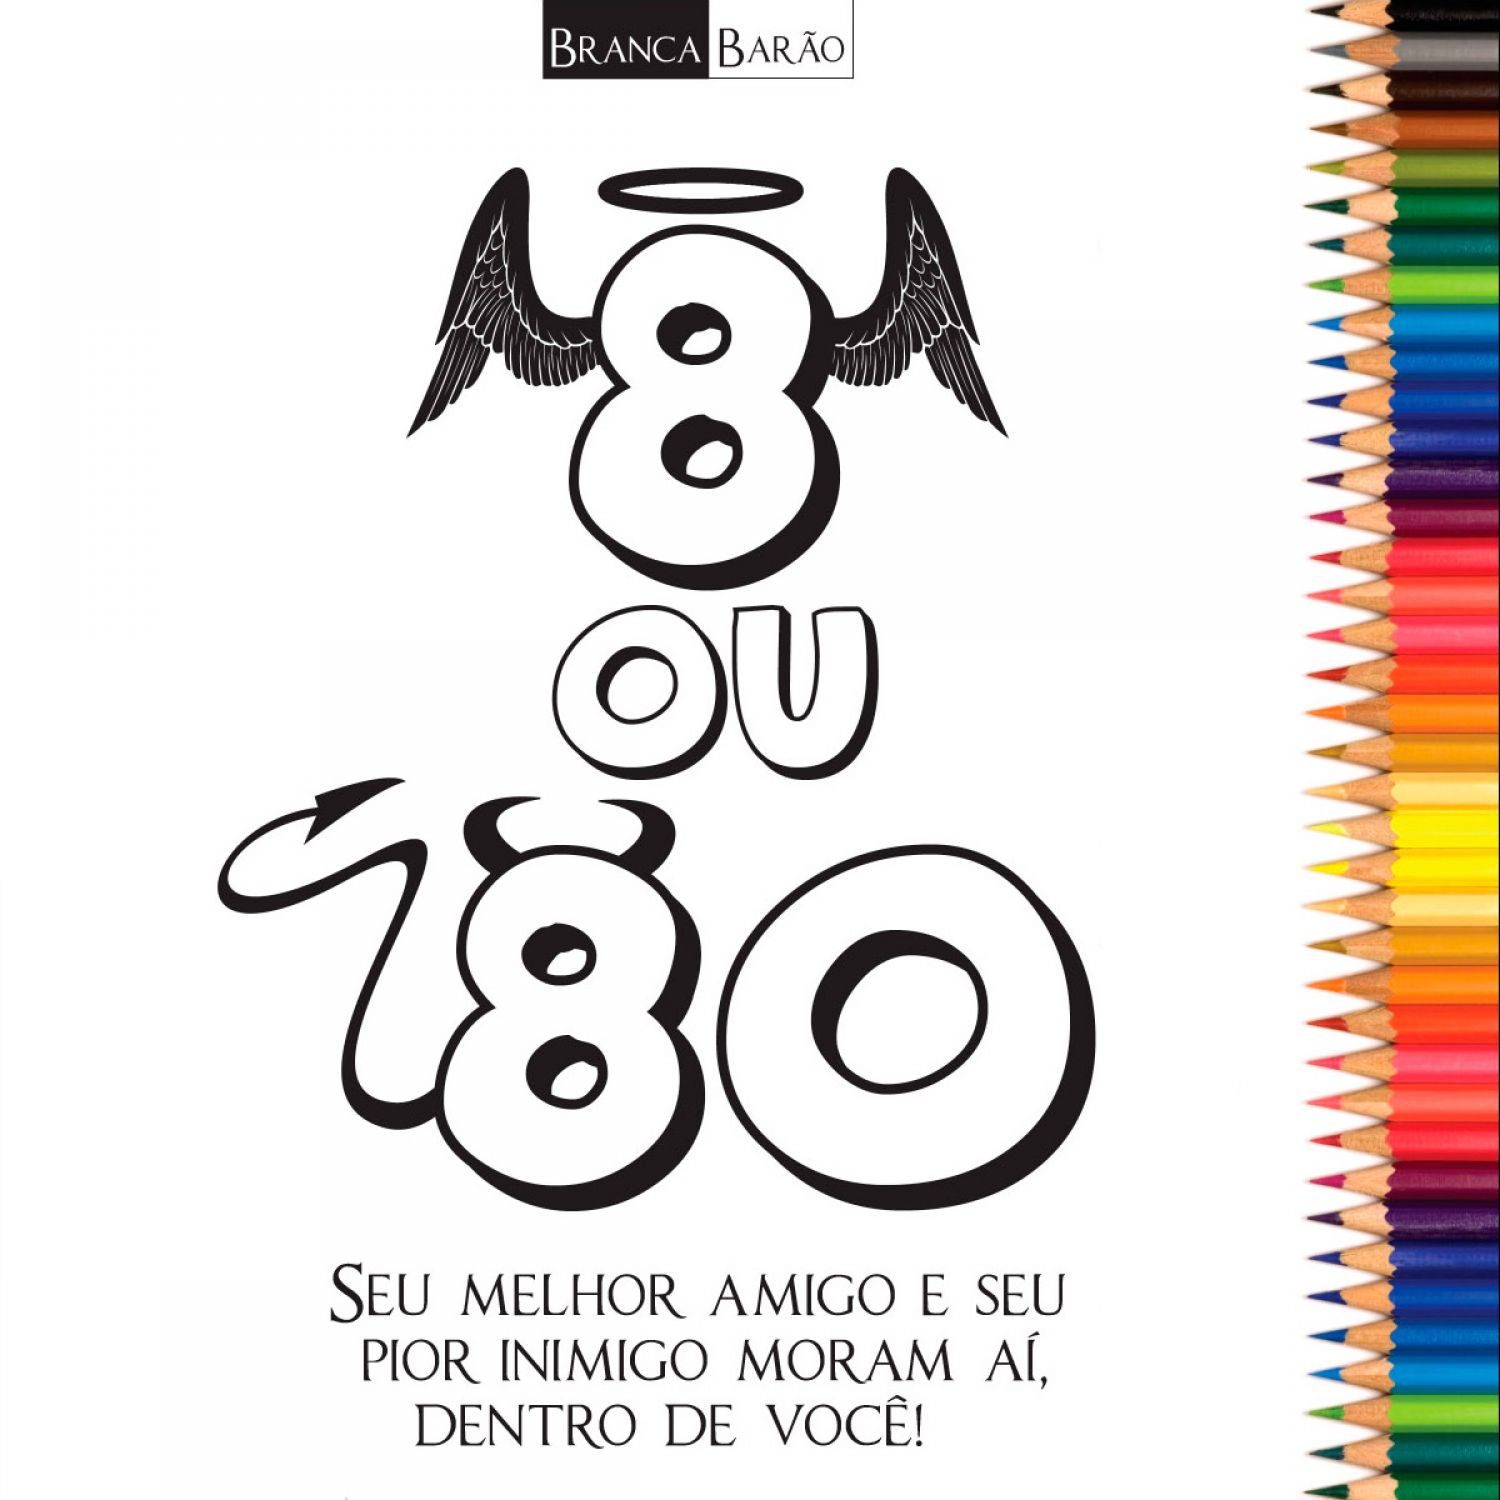 BRANCA BARÃO
8
OU
80
SEU MELHOR AMIGO E SEU
PIOR INIMIGO MORAM AÍ,
DENTRO DE VOCÊ!